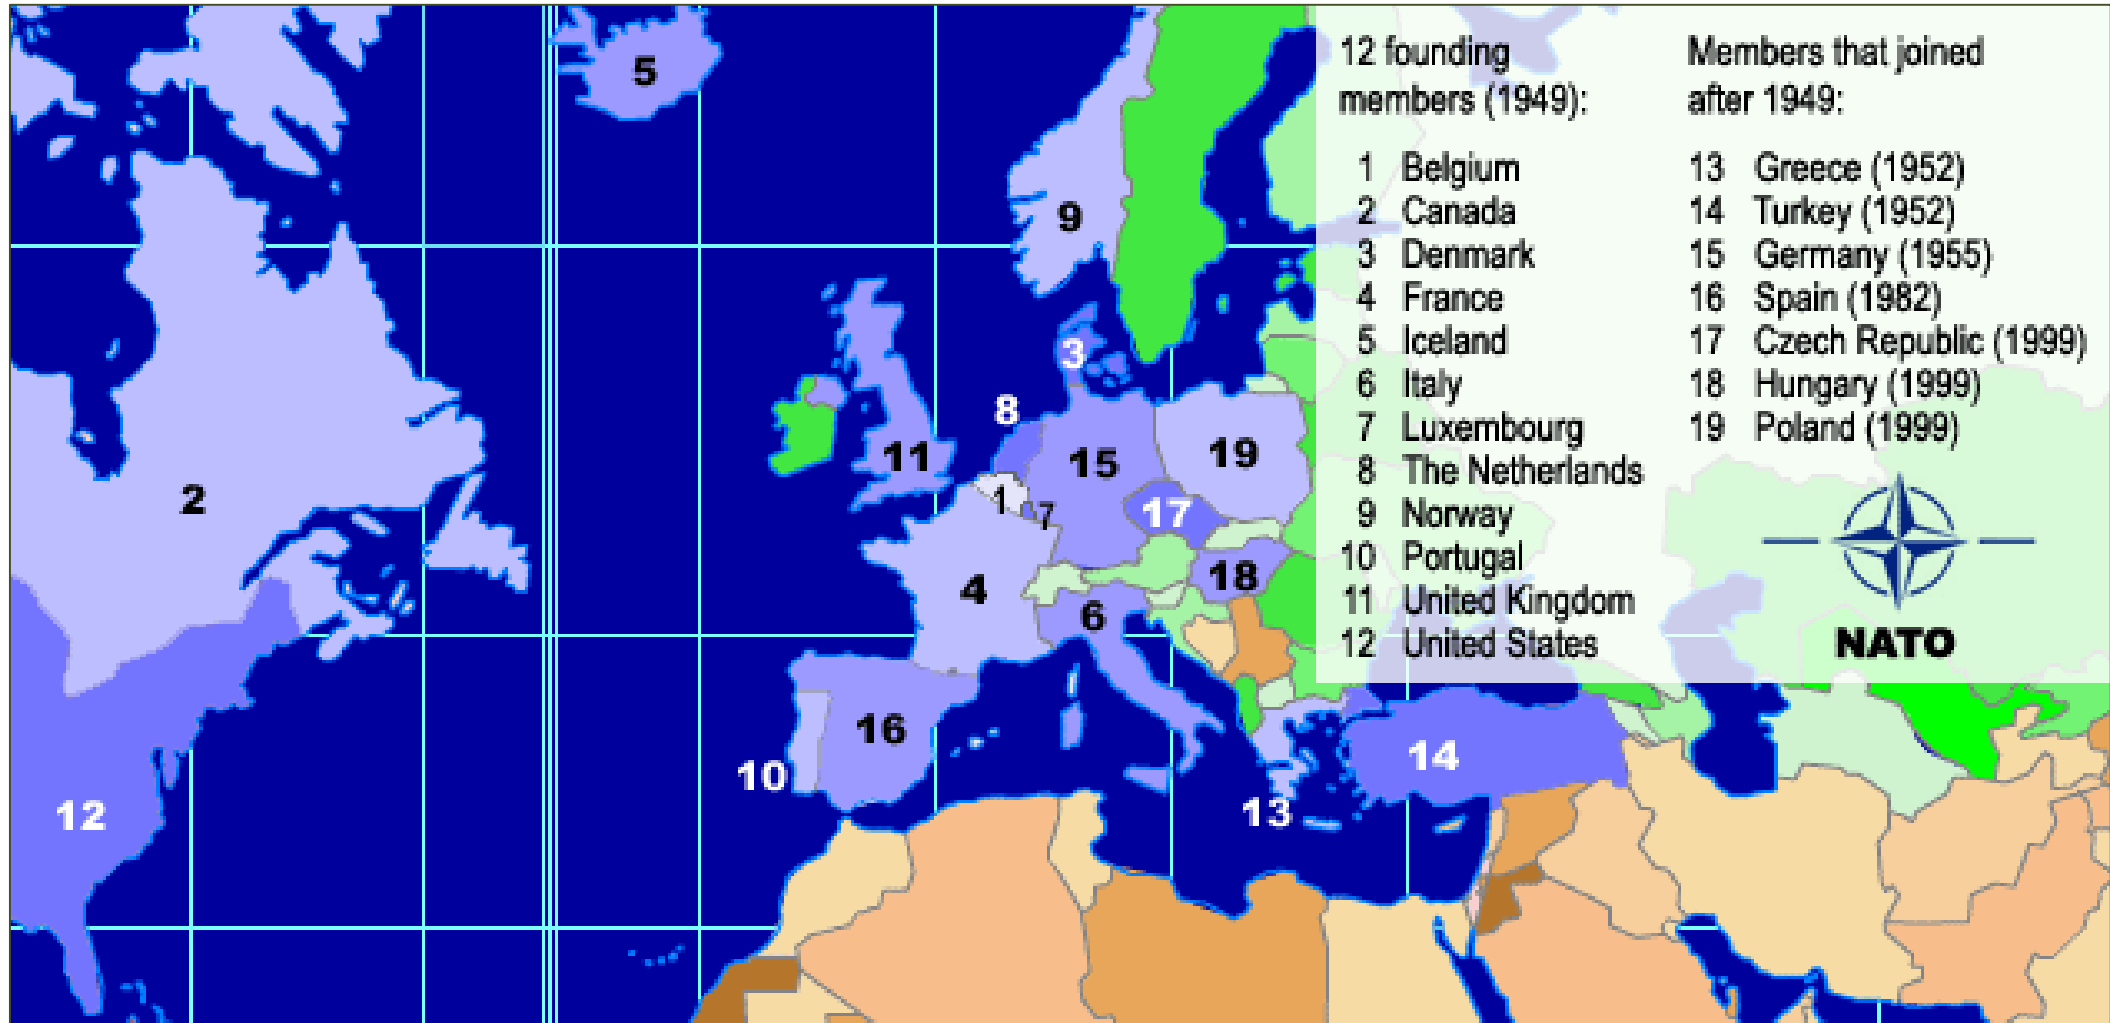 12 founding
members (1949):
1 Belgium
2 Canada
3 Denmark
4 France
5 Iceland
6 Italy
7 Luxembourg
8 The Netherlands
9 Norway
10 Portugal
11 United Kingdom
12 United States
Members that joined
after 1949:
13 Greece (1952)
14 Turkey (1952)
15 Germany (1955)
16 Spain (1982)
17 Czech Republic (1999)
18 Hungary (1999)
19 Poland (1999)
NATO
5
9
3
8
11
15
19
2
1
7
17
4
18
6
16
10
14
12
13